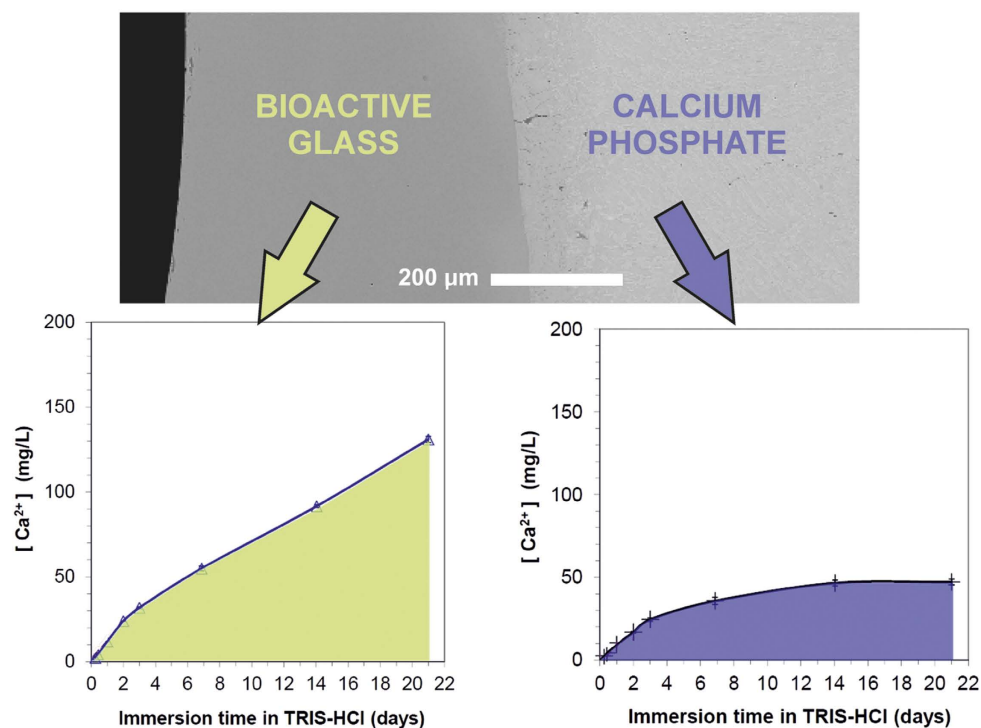 BIOACTIVE
GLASS
CALCIUM
PHOSPHATE
200 µm
200
150
100
50
0
[ Ca²⁺] (mg/L)
0 2 4 6 8 10 12 14 16 18 20 22
Immersion time in TRIS-HCl (days)
200
150
100
50
0
[ Ca²⁺] (mg/L)
0 2 4 6 8 10 12 14 16 18 20 22
Immersion time in TRIS-HCl (days)